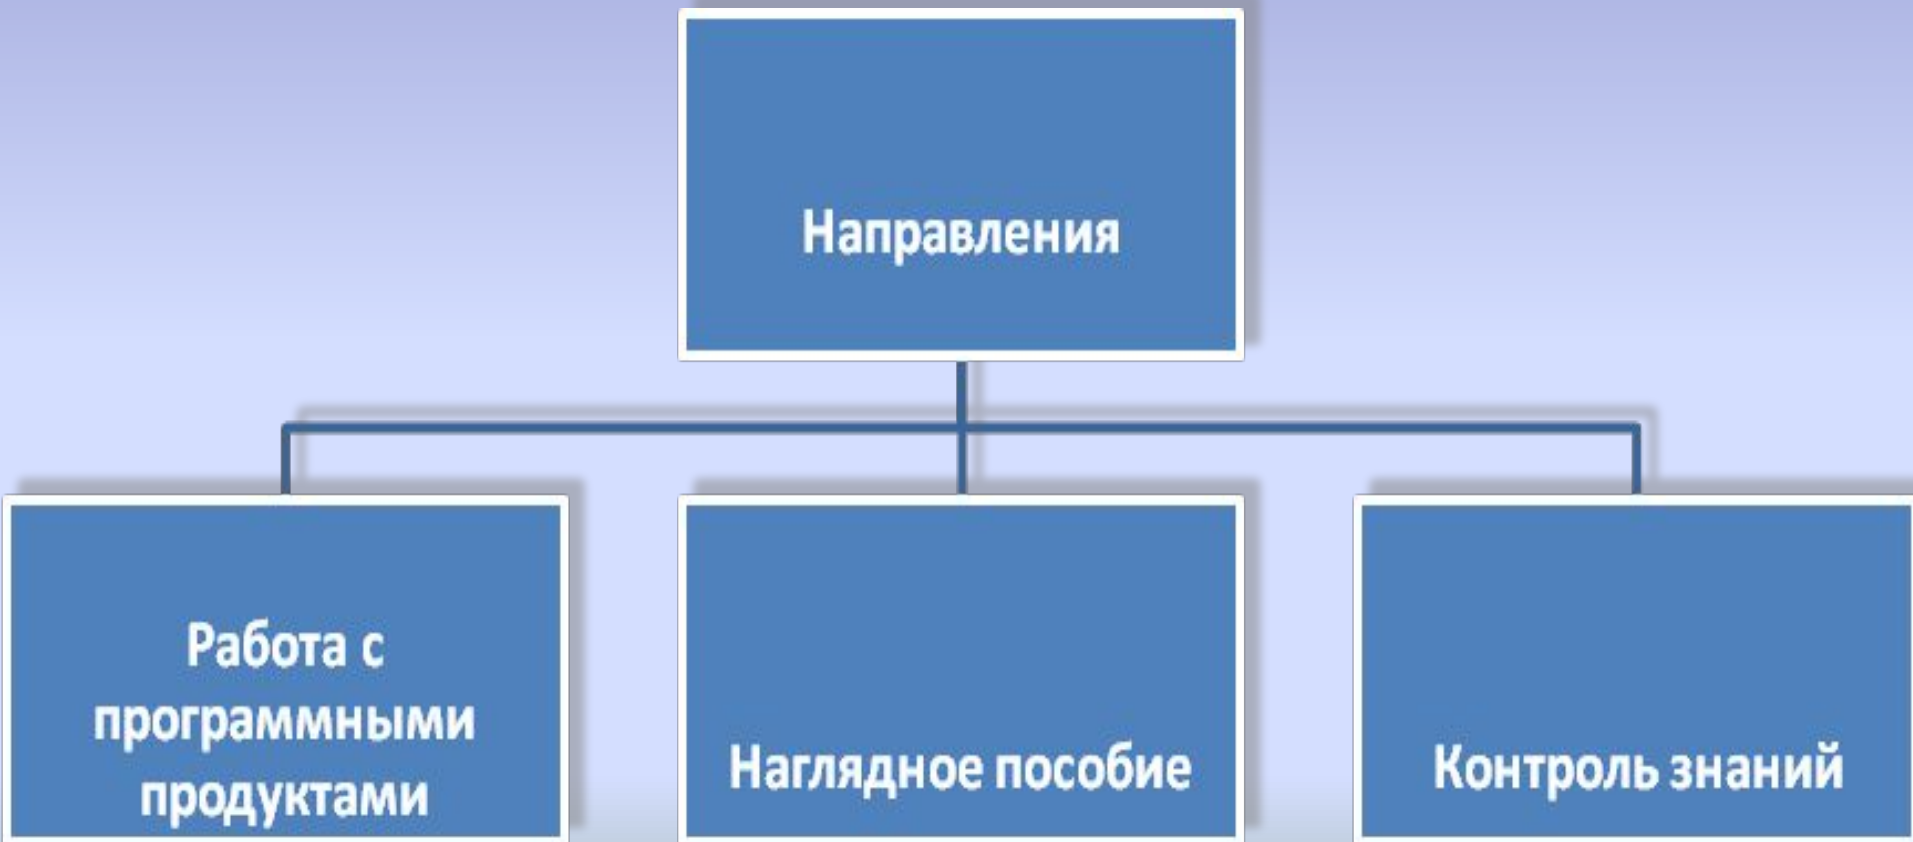 Направления
Работа с
программными
продуктами
Наглядное пособие
Контроль знаний